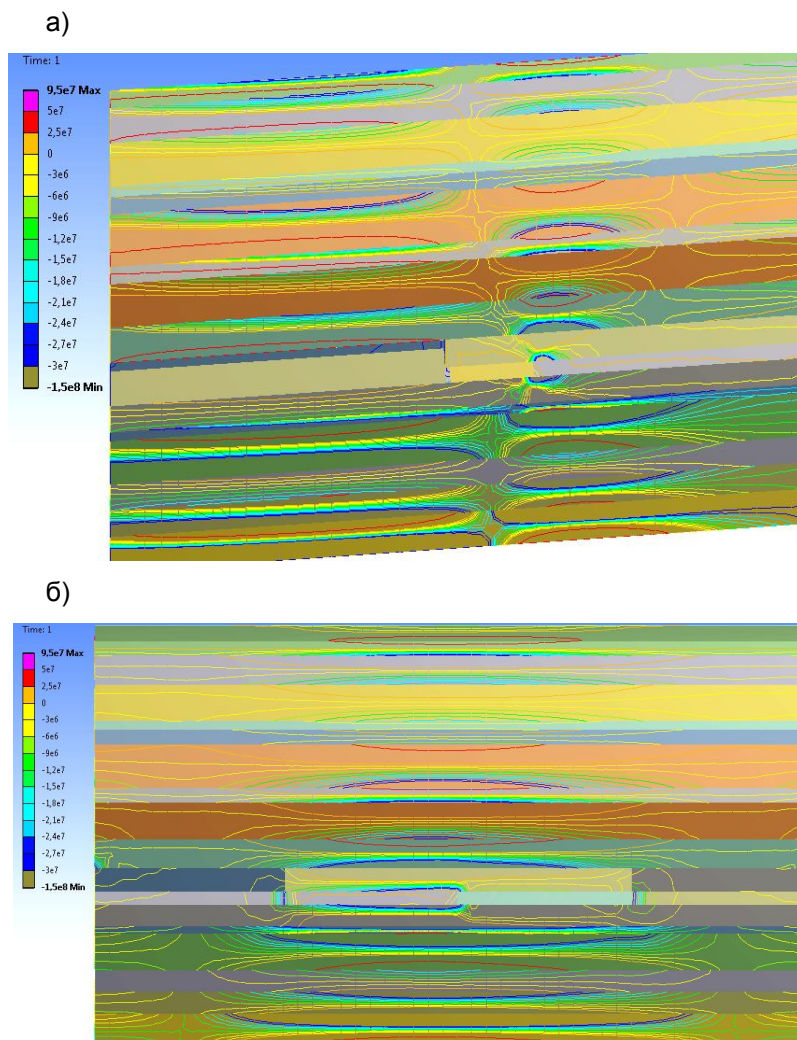 а)
Time: 1
9,5e7 Max
5e7
2,5e7
0
-3e6
-6e6
-9e6
-1,2e7
-1,5e7
-1,8e7
-2,1e7
-2,4e7
-2,7e7
-3e7
-1,5e8 Min
б)
Time: 1
9,5e7 Max
5e7
2,5e7
0
-3e6
-6e6
-9e6
-1,2e7
-1,5e7
-1,8e7
-2,1e7
-2,4e7
-2,7e7
-3e7
-1,5e8 Min